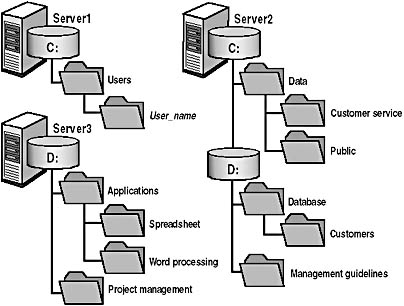 Server1
C:
Users
User_name
Server3
D:
Applications
Spreadsheet
Word processing
Project management
Server2
C:
Data
Customer service
Public
D:
Database
Customers
Management guidelines